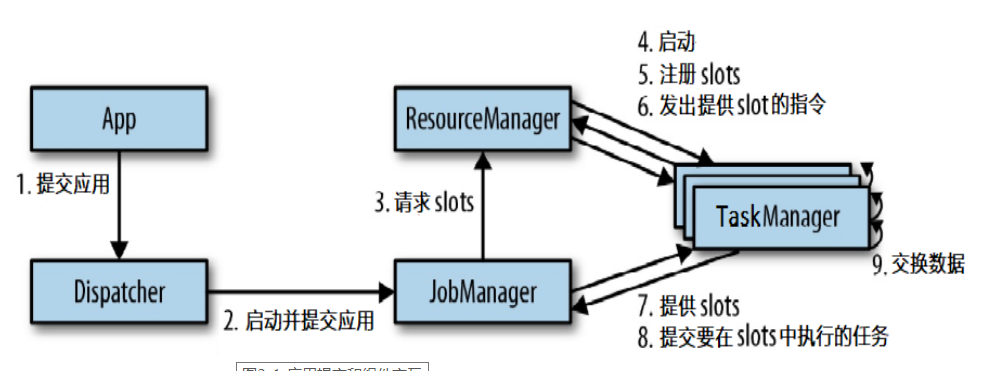 4. 启动
5. 注册 slots
6. 发出提供 slot 的指令
App
ResourceManager
1. 提交应用
3. 请求 slots
TaskManager
9. 交换数据
Dispatcher
JobManager
2. 启动并提交应用
7. 提供 slots
8. 提交要在 slots 中执行的任务